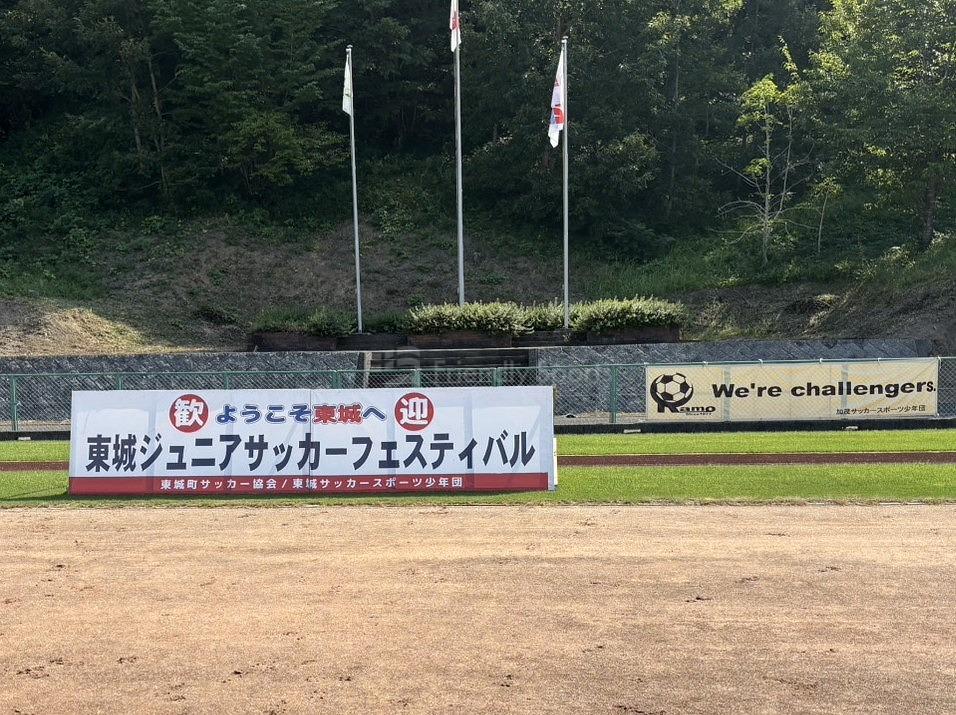 歓 ようこそ東城へ 迎
東城ジュニアサッカーフェスティバル
東城町サッカー協会/東城サッカースポーツ少年団
We're challengers.
Kamo
加茂サッカースポーツ少年団